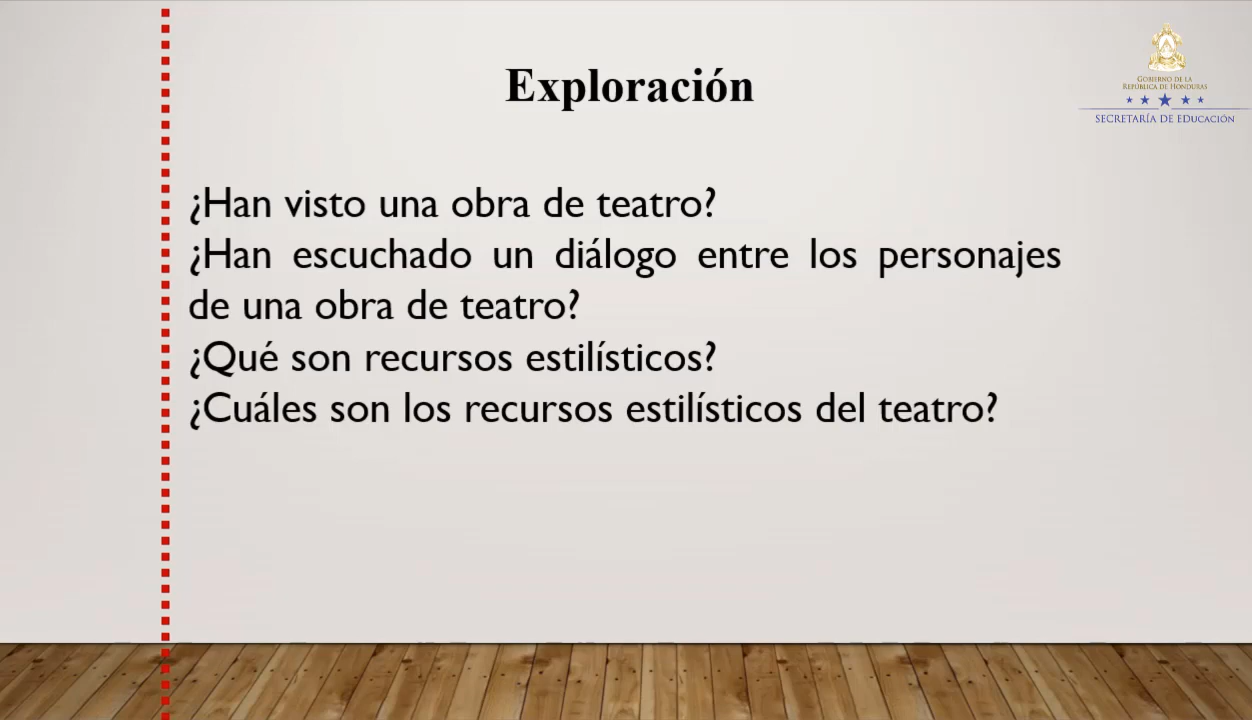 Exploración
GOBIERNO DE LA
REPÚBLICA DE HONDURAS
SECRETARÍA DE EDUCACIÓN
¿Han visto una obra de teatro?
¿Han escuchado un diálogo entre los personajes
de una obra de teatro?
¿Qué son recursos estilísticos?
¿Cuáles son los recursos estilísticos del teatro?